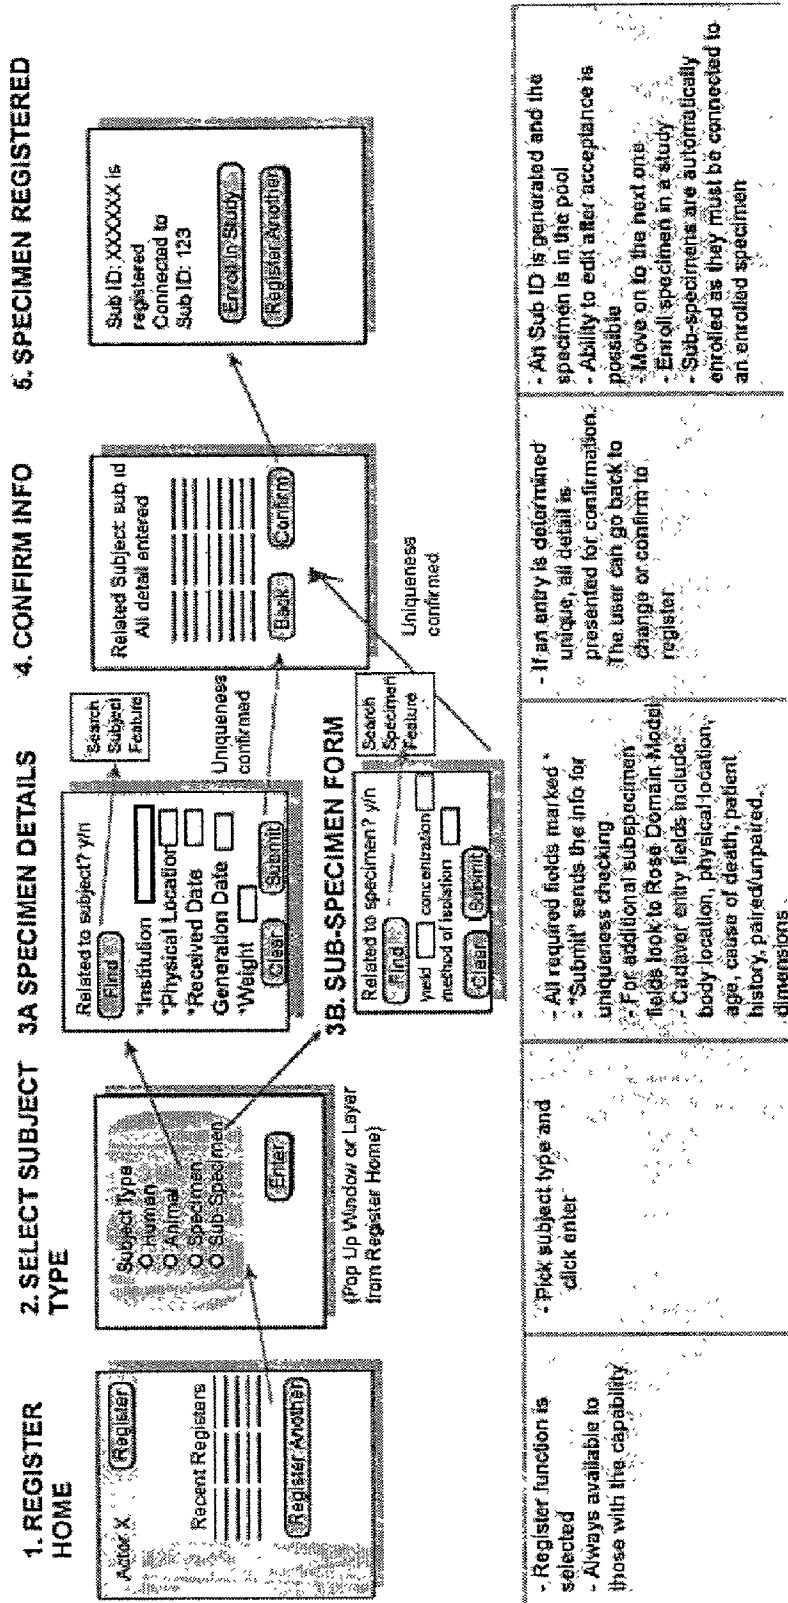 1. REGISTER
HOME
Actor X
Register
Recent Registers
Register Another
2. SELECT SUBJECT
TYPE
Subject Type
Human
Animal
Specimen
Sub Specimen
Enter
(Pop Up Window or Layer
from Register Home)
3A SPECIMEN DETAILS
Related to subject? y/n
Find
*Institution
*Physical Location
*Received Date
Generation Date
*Weight
Clear
Submit
Search
Subject
Feature
Uniqueness
confirmed
3B. SUB-SPECIMEN FORM
Related to specimen? y/n
Find
yield
concentration
method of isolation
Clear
Submit
Search
Specimen
Feature
Uniqueness
confirmed
4. CONFIRM INFO
Related Subject: sub id
All detail entered
Back
Confirm
5. SPECIMEN REGISTERED
Sub ID: XXXXXX is
registered
Connected to
Sub ID: 123
Enroll in Study
Register Another
- Register function is
selected
- Always available to
those with the capability
- Pick subject type and
click enter
- All required fields marked *
- "Submit" sends the info for
uniqueness checking
- For additional subspecimen
fields look to Rose Domain Model
- Cadaver entry fields include:
body location, physical location,
age, cause of death, patient
history, paired/unpaired,
dimensions
- If an entry is determined
unique, all detail is
presented for confirmation.
The user can go back to
change or confirm to
register
- An Sub ID is generated and the
specimen is in the pool
- Ability to edit after acceptance is
possible
- Move on to the next one
- Enroll specimen in a study
- Sub-specimens are automatically
enrolled as they must be connected to
an enrolled specimen